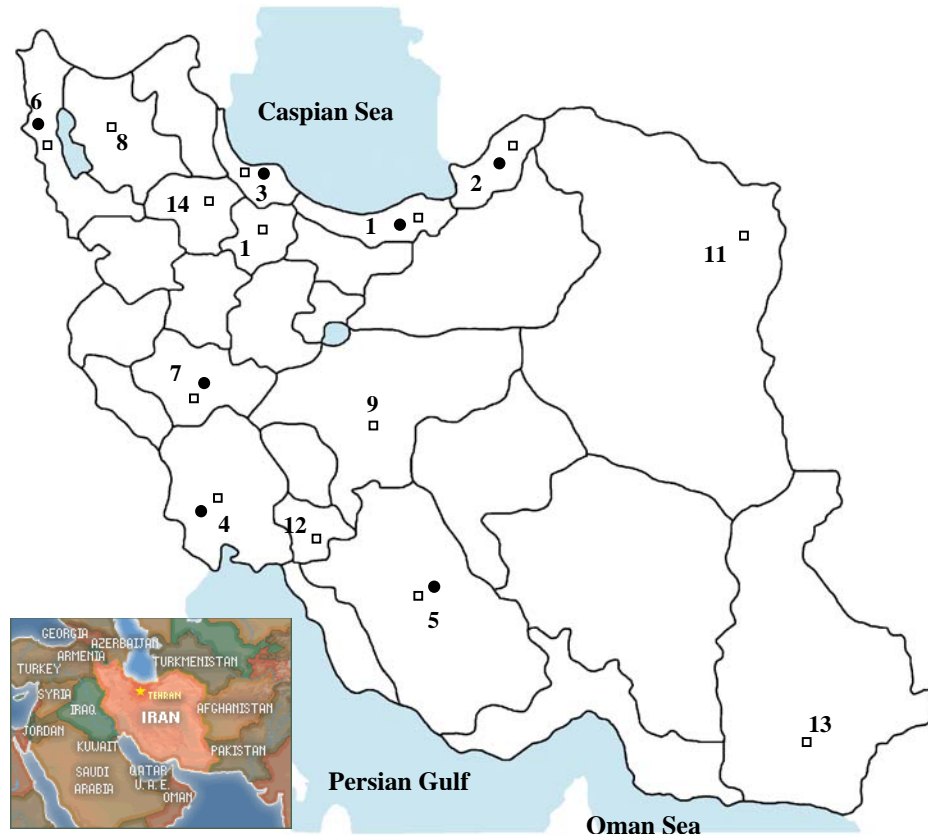 6
Caspian Sea
8
2
3
14
1
1
11
7
9
4
12
5
13
Persian Gulf
Oman Sea
GEORGIA
AZERBAIJAN
ARMENIA
TURKEY
TURKMENISTAN
SYRIA
TEHRAN
IRAQ
IRAN
AFGHANISTAN
JORDAN
KUWAIT
PAKISTAN
SAUDI
ARABIA
QATAR
U.A.E.
OMAN